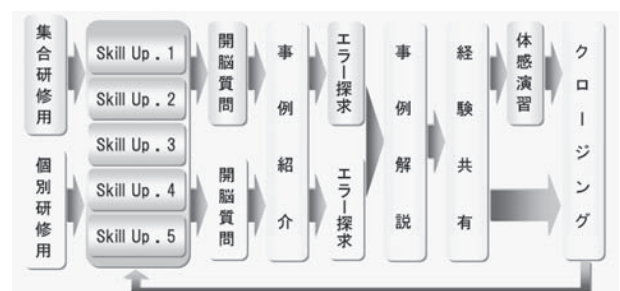 集合研修用
個別研修用
Skill Up . 1
Skill Up . 2
Skill Up . 3
Skill Up . 4
Skill Up . 5
開脳質問
開脳質問
事例紹介
エラー探求
エラー探求
事例解説
経験共有
体感演習
クロージング